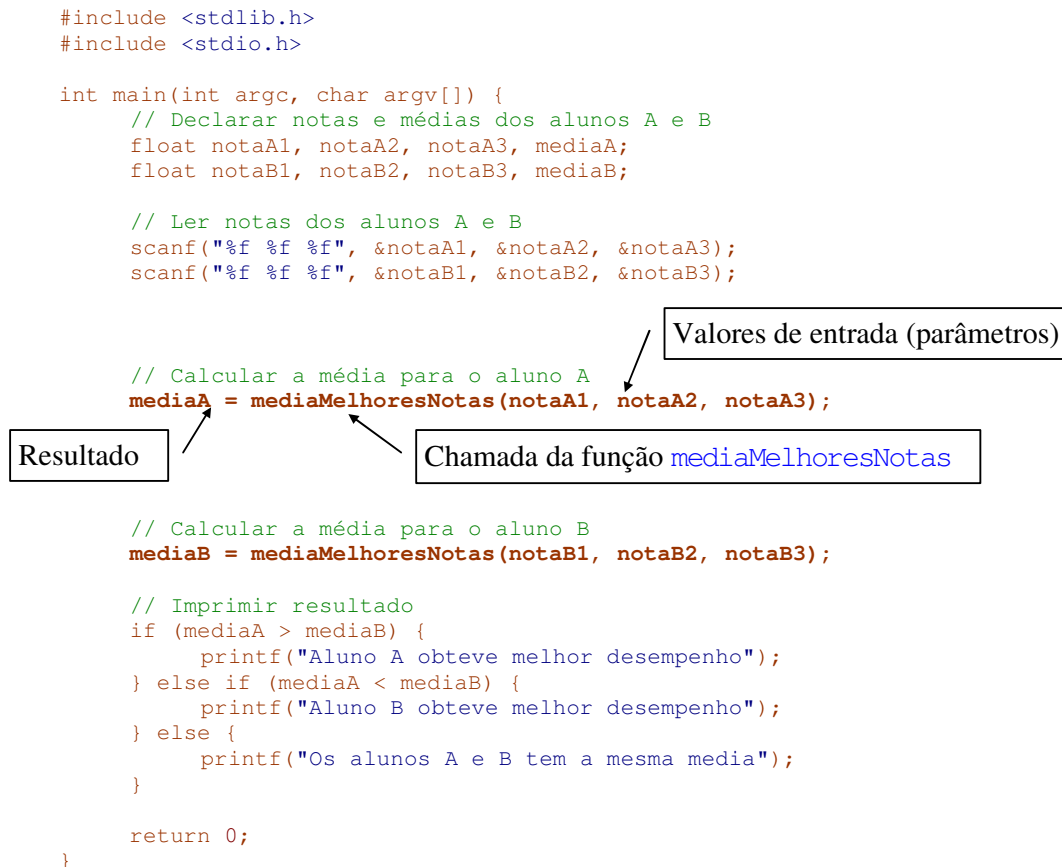 #include <stdlib.h>
#include <stdio.h>
int main(int argc, char argv[]) {
// Declarar notas e médias dos alunos A e B
float notaA1, notaA2, notaA3, mediaA;
float notaB1, notaB2, notaB3, mediaB;
// Ler notas dos alunos A e B
scanf("%f %f %f", &notaA1, &notaA2, &notaA3);
scanf("%f %f %f", &notaB1, &notaB2, &notaB3);
Valores de entrada (parâmetros)
// Calcular a média para o aluno A
mediaA = mediaMelhoresNotas(notaA1, notaA2, notaA3);
Resultado
Chamada da função mediaMelhoresNotas
// Calcular a média para o aluno B
mediaB = mediaMelhoresNotas(notaB1, notaB2, notaB3);
// Imprimir resultado
if (mediaA > mediaB) {
printf("Aluno A obteve melhor desempenho");
} else if (mediaA < mediaB) {
printf("Aluno B obteve melhor desempenho");
} else {
printf("Os alunos A e B tem a mesma media");
}
return 0;
}